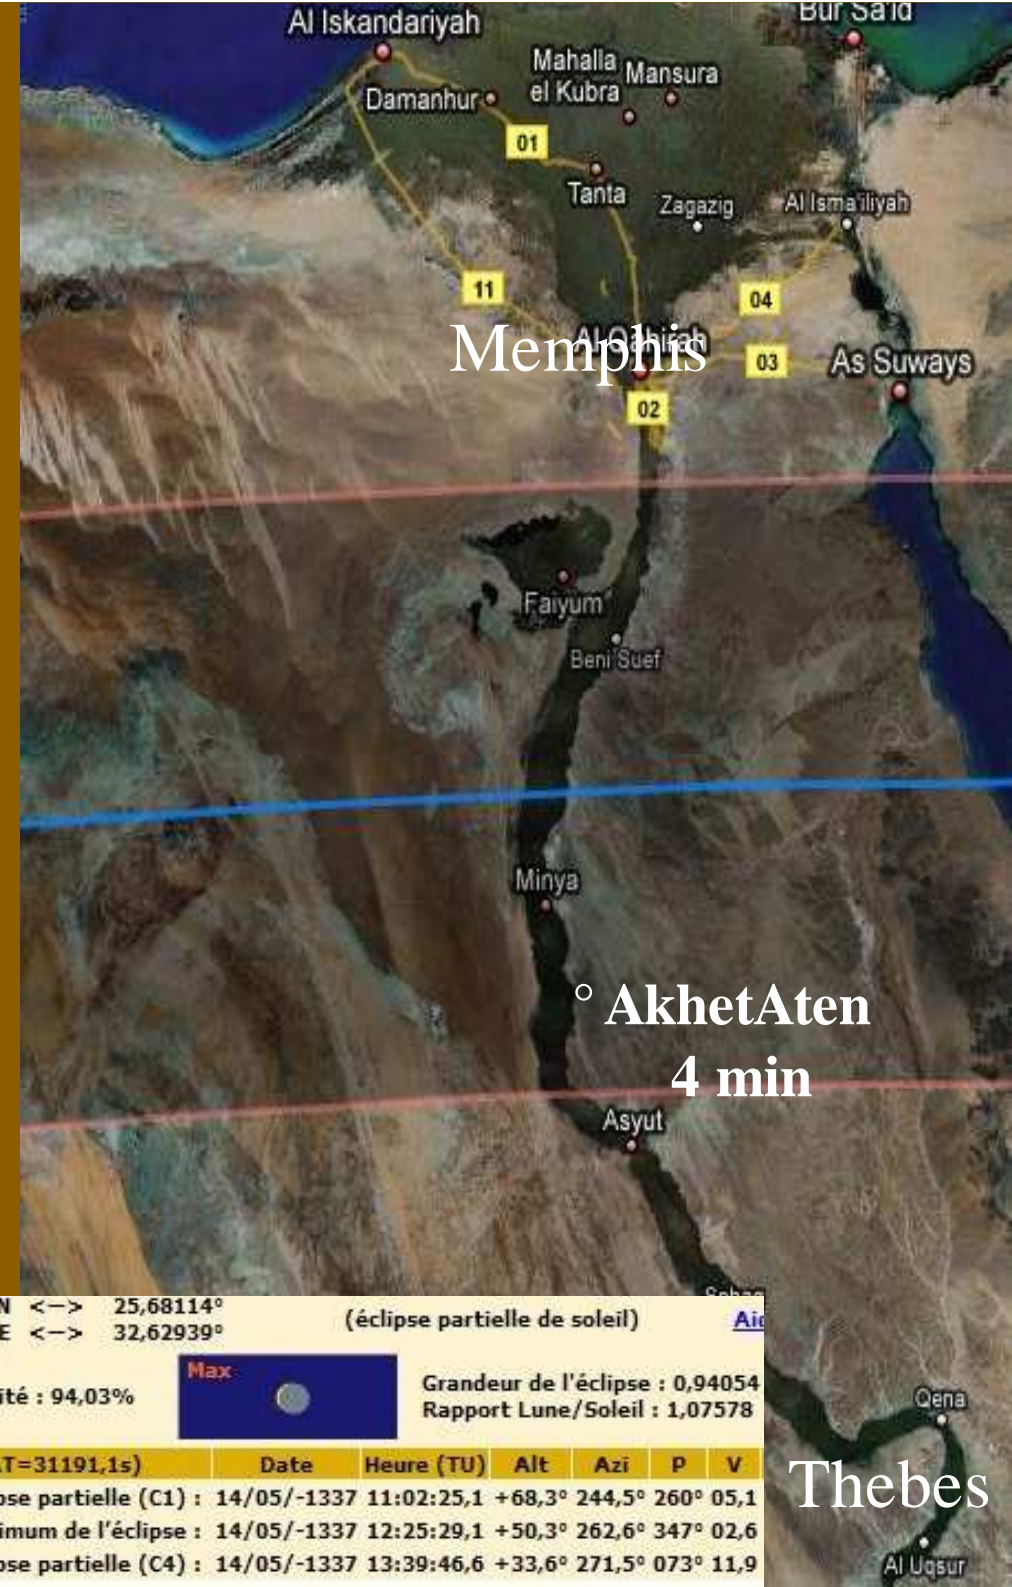 Al Iskandariyah
Bur Sa'id
Mahalla
el Kubra
Mansura
Damanhur
01
Tanta
Zagazig
Al Isma'iliyah
11
04
Al Qahirah
Memphis
03
As Suways
02
Faiyum
Beni Suef
Minya
° AkhetAten
4 min
Asyut
N <—> 25,68114°
E <—> 32,62939°
(éclipse partielle de soleil)
Max
ité : 94,03%
Grandeur de l'éclipse : 0,94054
Rapport Lune/Soleil : 1,07578
Qena
T=31191,1s) Date Heure (TU) Alt Azi P V
pse partielle (C1) : 14/05/-1337 11:02:25,1 +68,3° 244,5° 260° 05,1
imum de l'éclipse : 14/05/-1337 12:25:29,1 +50,3° 262,6° 347° 02,6
pse partielle (C4) : 14/05/-1337 13:39:46,6 +33,6° 271,5° 073° 11,9
Thebes
Al Uqsur